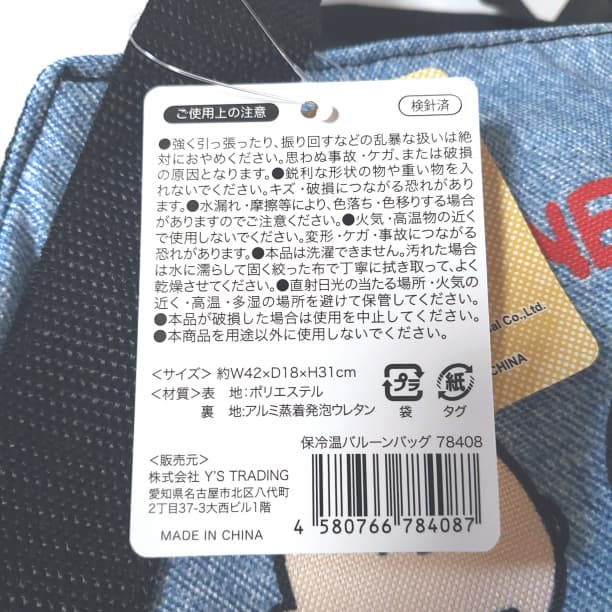 ご使用上の注意
検針済
●強く引っ張ったり、振り回すなどの乱暴な扱いは絶
対におやめください。思わぬ事故・ケガ、または破損
の原因となります。●鋭利な形状の物や重い物を入
れないでください。キズ・破損につながる恐れがあり
ます。●水漏れ・摩擦等により、色落ち・色移りする場合
がありますのでご注意ください。●火気・高温物の近く
で使用しないでください。変形・ケガ・事故につながる
恐れがあります。●本品は洗濯できません。汚れた場合
は水に濡らして固く絞った布で丁寧に拭き取って、よく
乾燥させてください。●直射日光の当たる場所・火気の
近く・高温・多湿の場所を避けて保管してください。
●本品が破損した場合は使用を中止してください。
●本商品を用途以外に使用しないでください。
<サイズ> 約W42×D18×H31cm
<材質>表 地:ポリエステル
裏 地:アルミ蒸着発泡ウレタン
プラ
袋
紙
タグ
保冷温バルーンバッグ 78408
<販売元>
株式会社 Y'S TRADING
愛知県名古屋市北区八代町
2丁目37-3大西ビル1階
MADE IN CHINA
4 580766 784087
NE
al Co.,Ltd.
CHINA